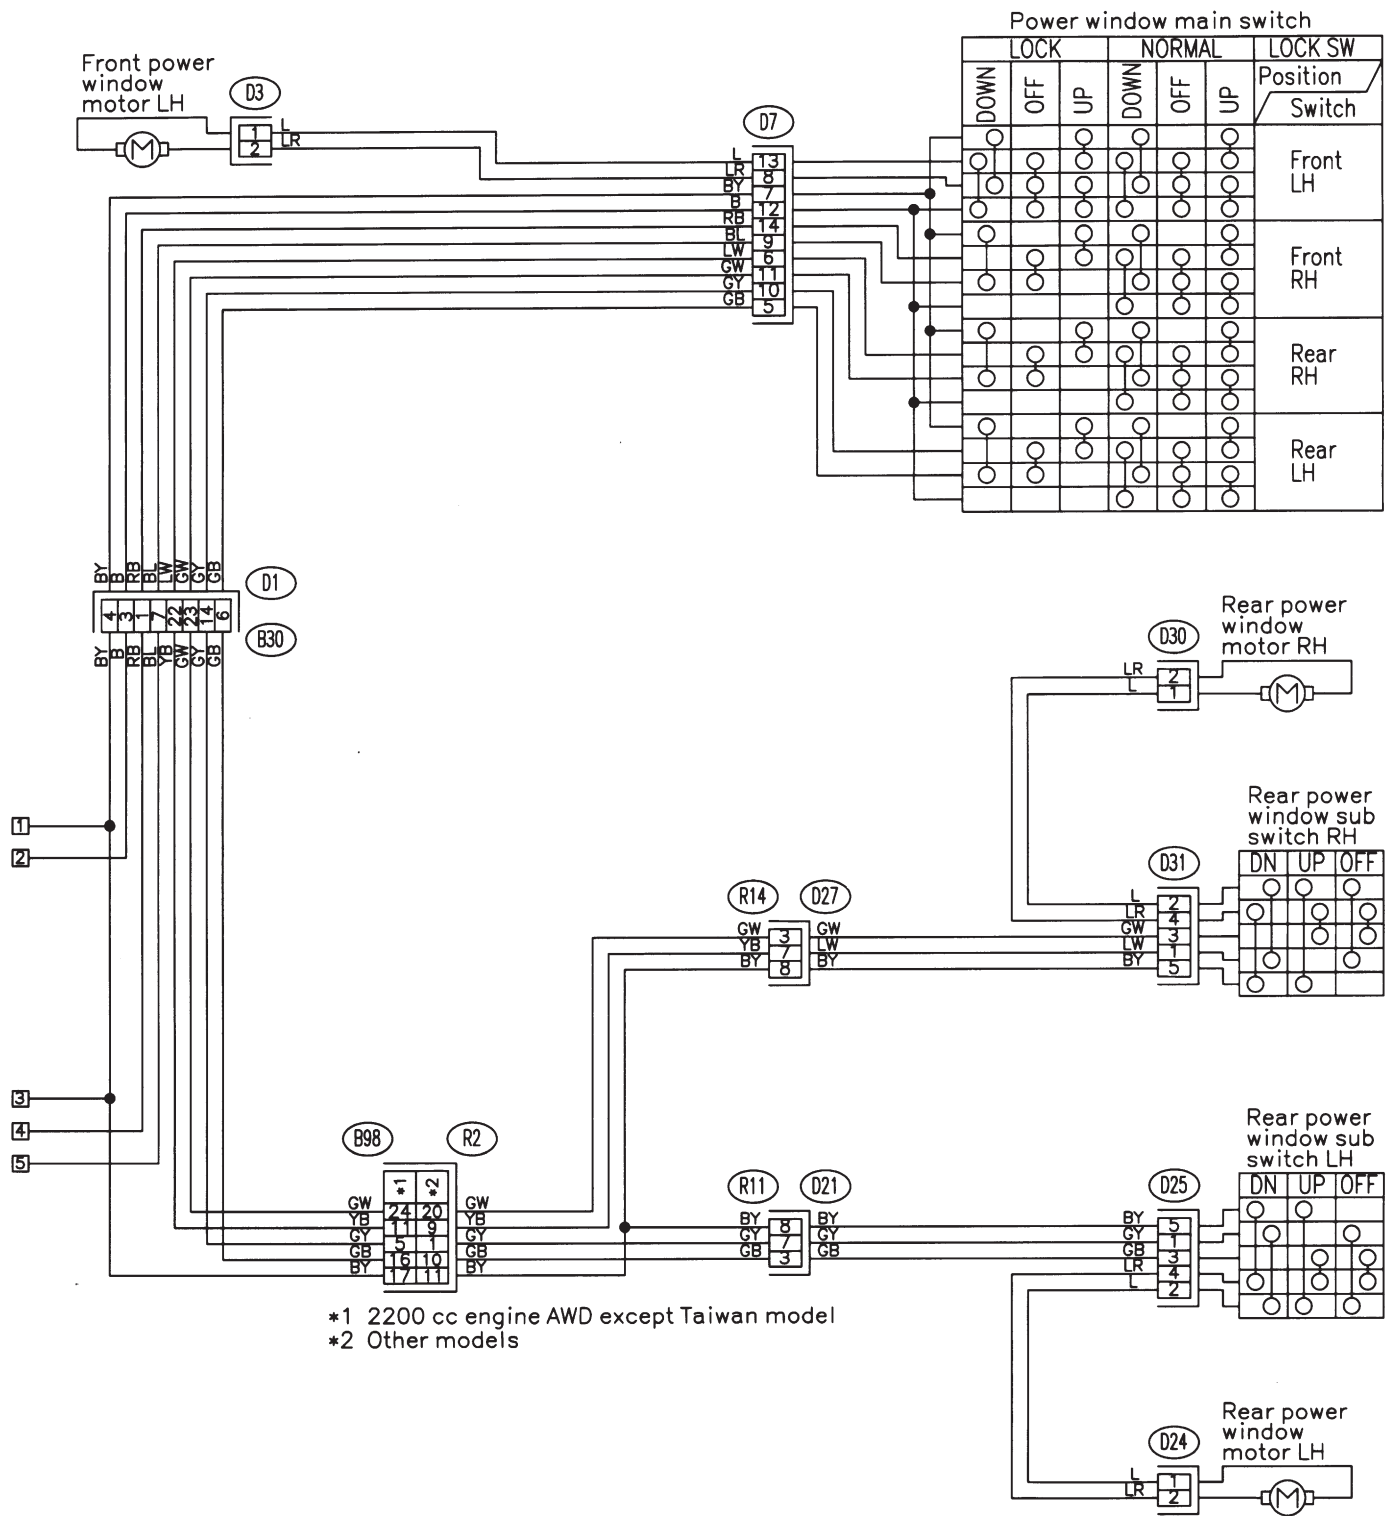 Power window main switch
LOCK NORMAL LOCK SW
DOWN OFF UP DOWN OFF UP Position
Switch
Front
LH
Front
RH
Rear
RH
Rear
LH
Front power
window
motor LH
D3
1 L
2 LR
D7
L 13
LR 8
BY 7
B 12
RB 14
BL 9
LW 6
GW 11
GY 10
GB 5
BY B RB BL LW GW GY GB
D1
4 3 1 7 22 23 14 6
B30
BY B RB BL YB GW GY GB
Rear power
window
motor RH
D30
LR 2
L 1
M
1
2
Rear power
window sub
switch RH
DN UP OFF
D31
L 2
LR 4
GW 3
LW 1
BY 5
R14 D27
GW 3 GW
YB 7 LW
BY 8 BY
3
4
5
B98 R2
*1 *2
GW 24 20 GW
YB 11 9 YB
GY 5 1 GY
GB 16 10 GB
BY 17 11 BY
R11 D21
BY 8 BY
GY 7 GY
GB 3 GB
Rear power
window sub
switch LH
DN UP OFF
D25
BY 5
GY 1
GB 3
LR 4
L 2
*1 2200 cc engine AWD except Taiwan model
*2 Other models
Rear power
window
motor LH
D24
L 1
LR 2
M
M